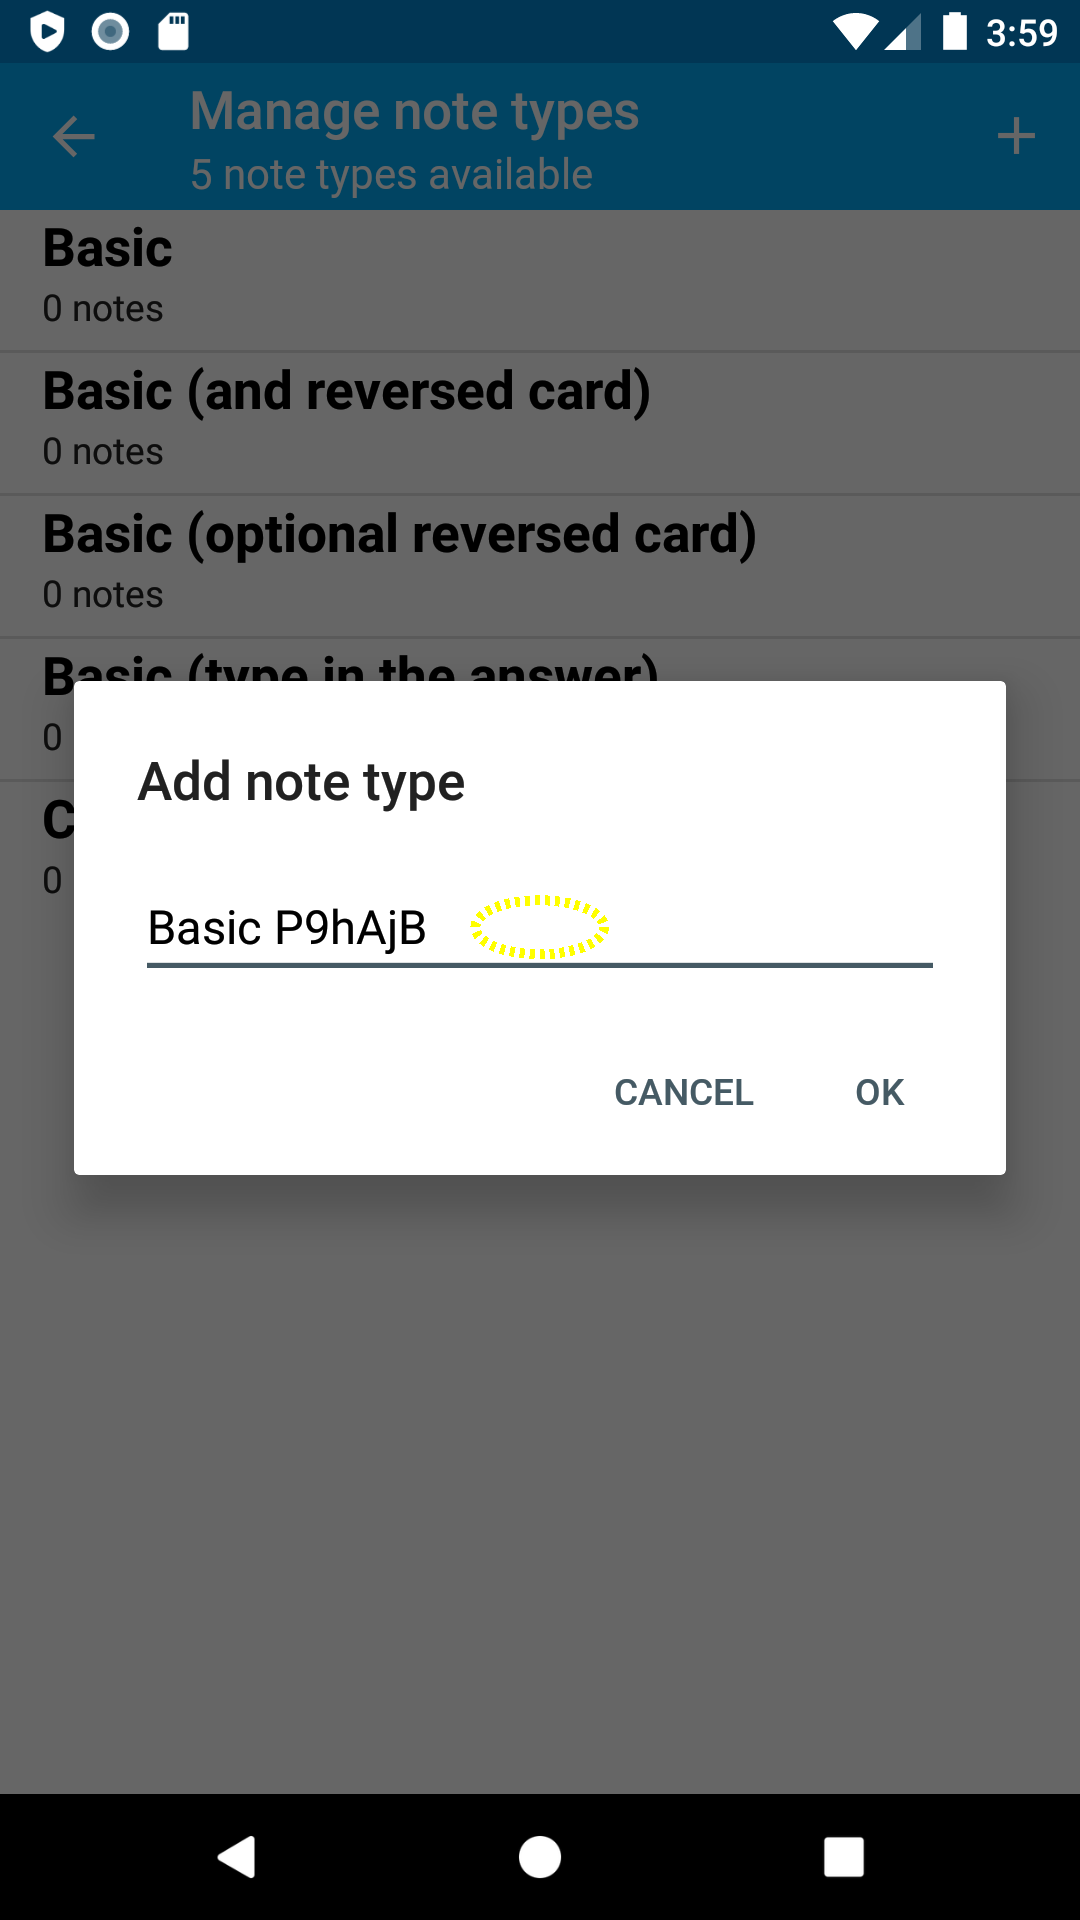 3:59
Manage note types
5 note types available
Basic
0 notes
Basic (and reversed card)
0 notes
Basic (optional reversed card)
0 notes
Basic (type in the answer)
0
C
0
Add note type
Basic P9hAjB
CANCEL OK